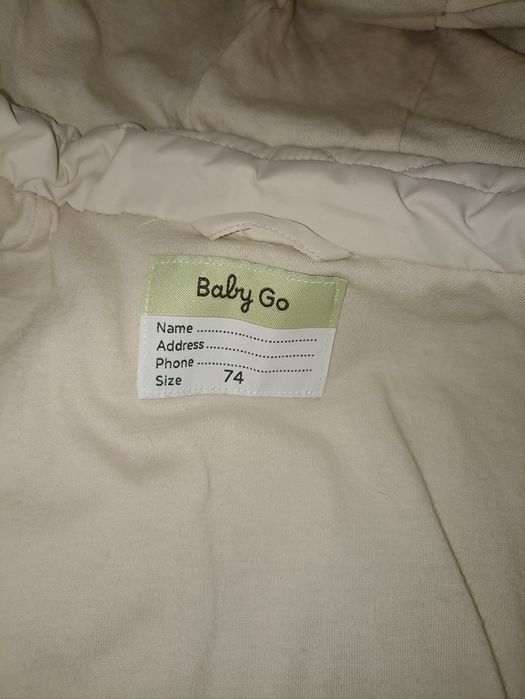 Baby Go
Name
Address
Phone
Size 74